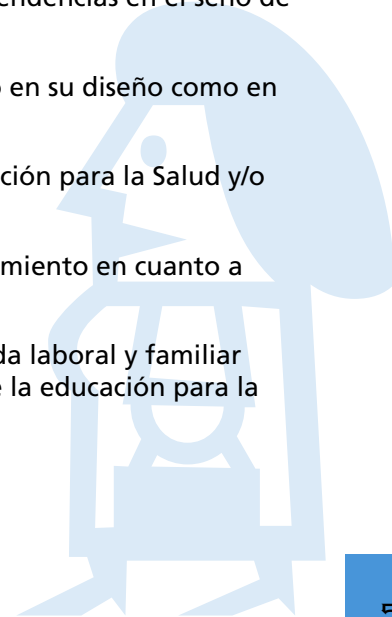 endencias en el seno de
en su diseño como en
ción para la Salud y/o
miento en cuanto a
da laboral y familiar
la educación para la